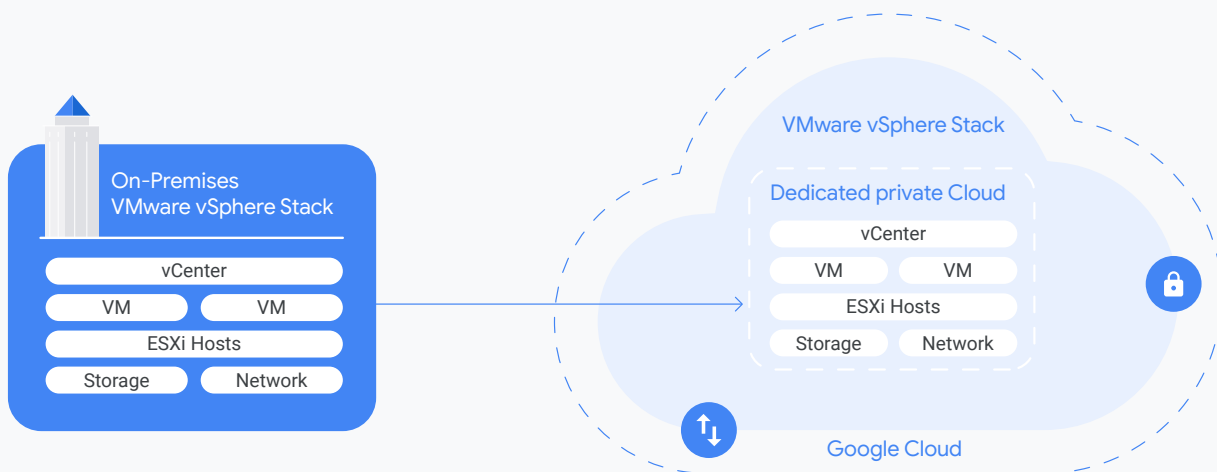 On-Premises
VMware vSphere Stack
vCenter
VM
VM
ESXi Hosts
Storage
Network
VMware vSphere Stack
Dedicated private Cloud
vCenter
VM
VM
ESXi Hosts
Storage
Network
Google Cloud